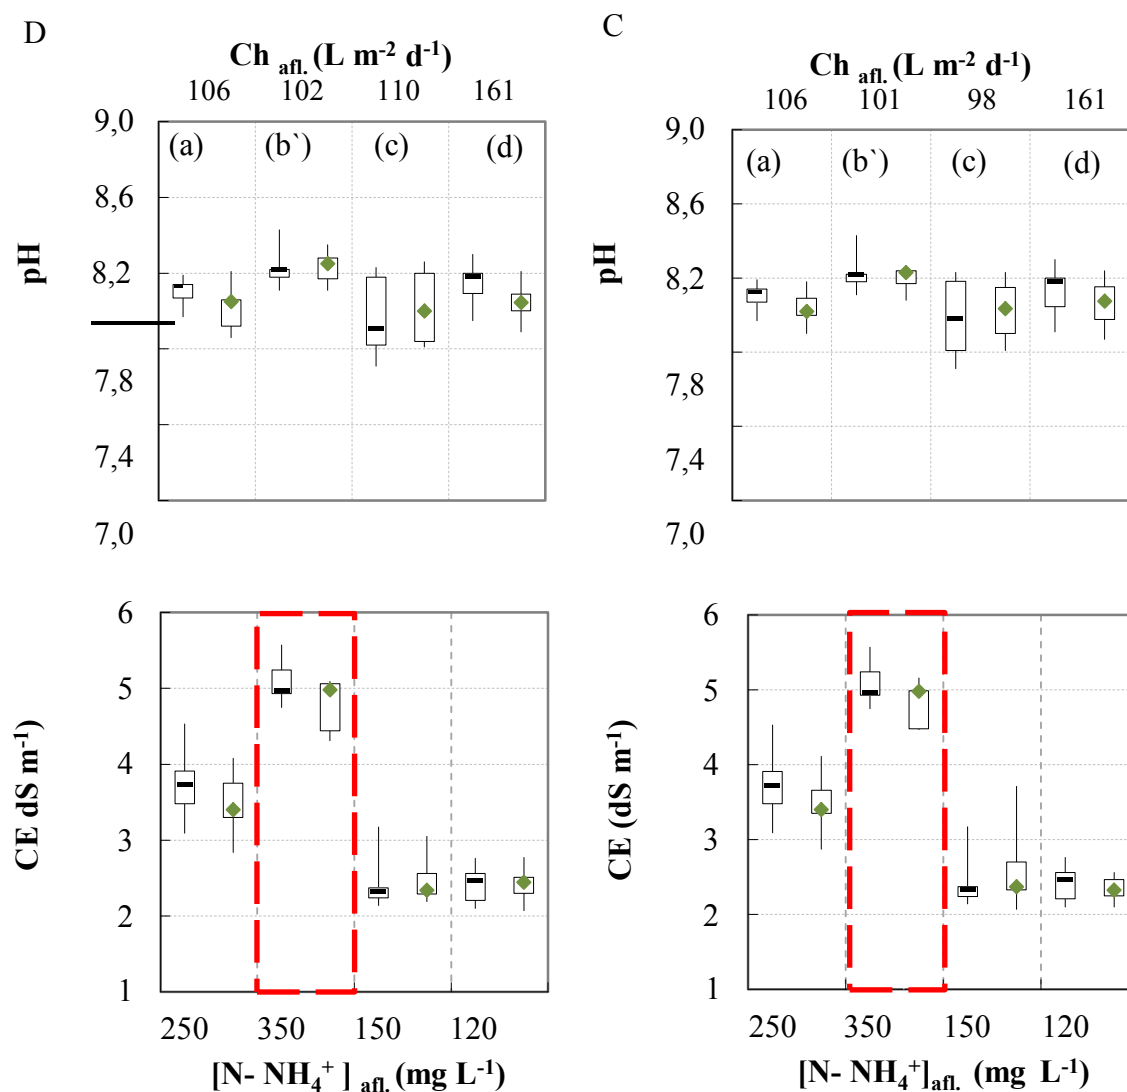 D
Ch afl. (L m-2 d-1)
106 102 110 161
9,0
(a) (b`) (c) (d)
8,6
8,2
7,8
7,4
7,0
pH
C
Ch afl. (L m-2 d-1)
106 101 98 161
9,0
(a) (b`) (c) (d)
8,6
8,2
7,8
7,4
7,0
pH
6
5
4
3
2
1
CE dS m-1)
250 350 150 120
[N- NH4+ ] afl. (mg L-1)
6
5
4
3
2
1
CE (dS m-1)
250 350 150 120
[N- NH4+]afl. (mg L-1)